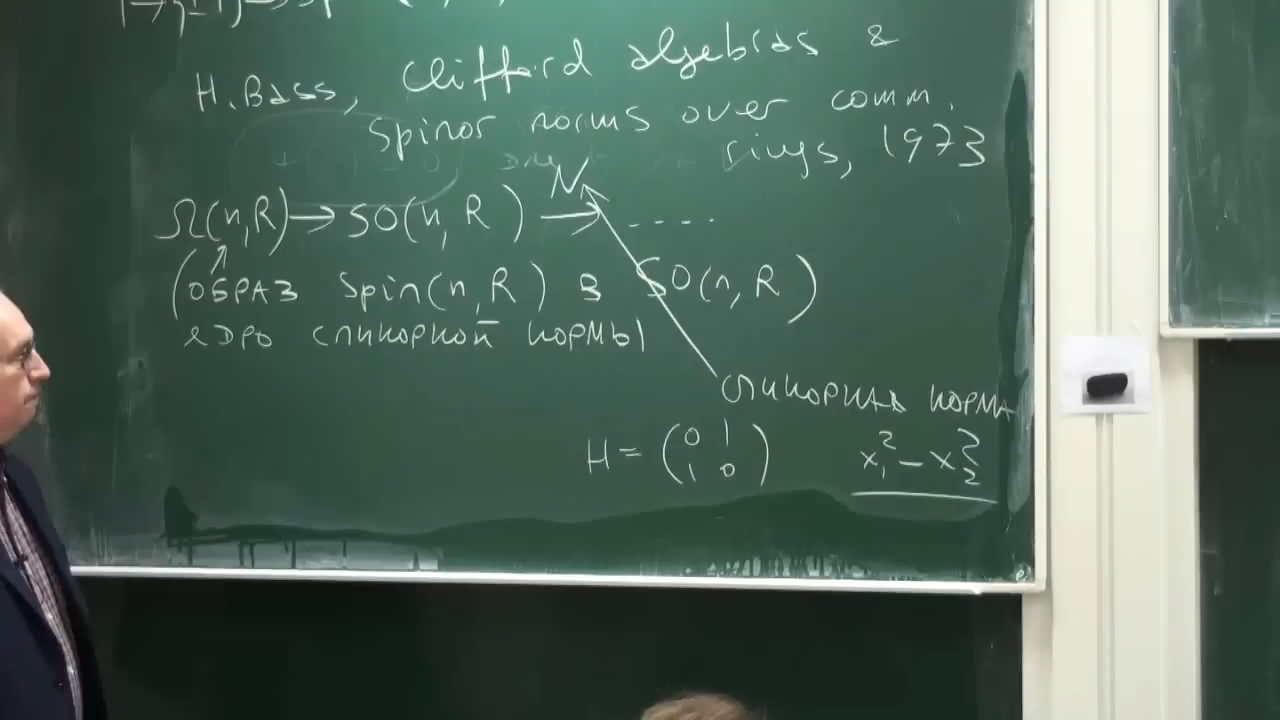 H. Bass, Clifford algebras &
spinor norms over comm.
rings, 1973
N
Ω(n,R) → SO(n, R) → ....
(ОБРАЗ Spin(n, R) В SO(n, R)
ЯДРО СПИНОРНОЙ НОРМЫ
СПИНОРНАЯ НОРМА
H = (0 1
1 0) x₁² – x₂²